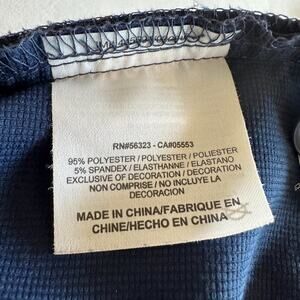 RN#56323 - CA#05553
95% POLYESTER / POLYESTER / POLIESTER
5% SPANDEX / ELASTHANNE / ELASTANO
EXCLUSIVE OF DECORATION / DECORATION
NON COMPRISE / NO INCLUYE LA
DECORACION
MADE IN CHINA/FABRIQUE EN
CHINE/HECHO EN CHINA